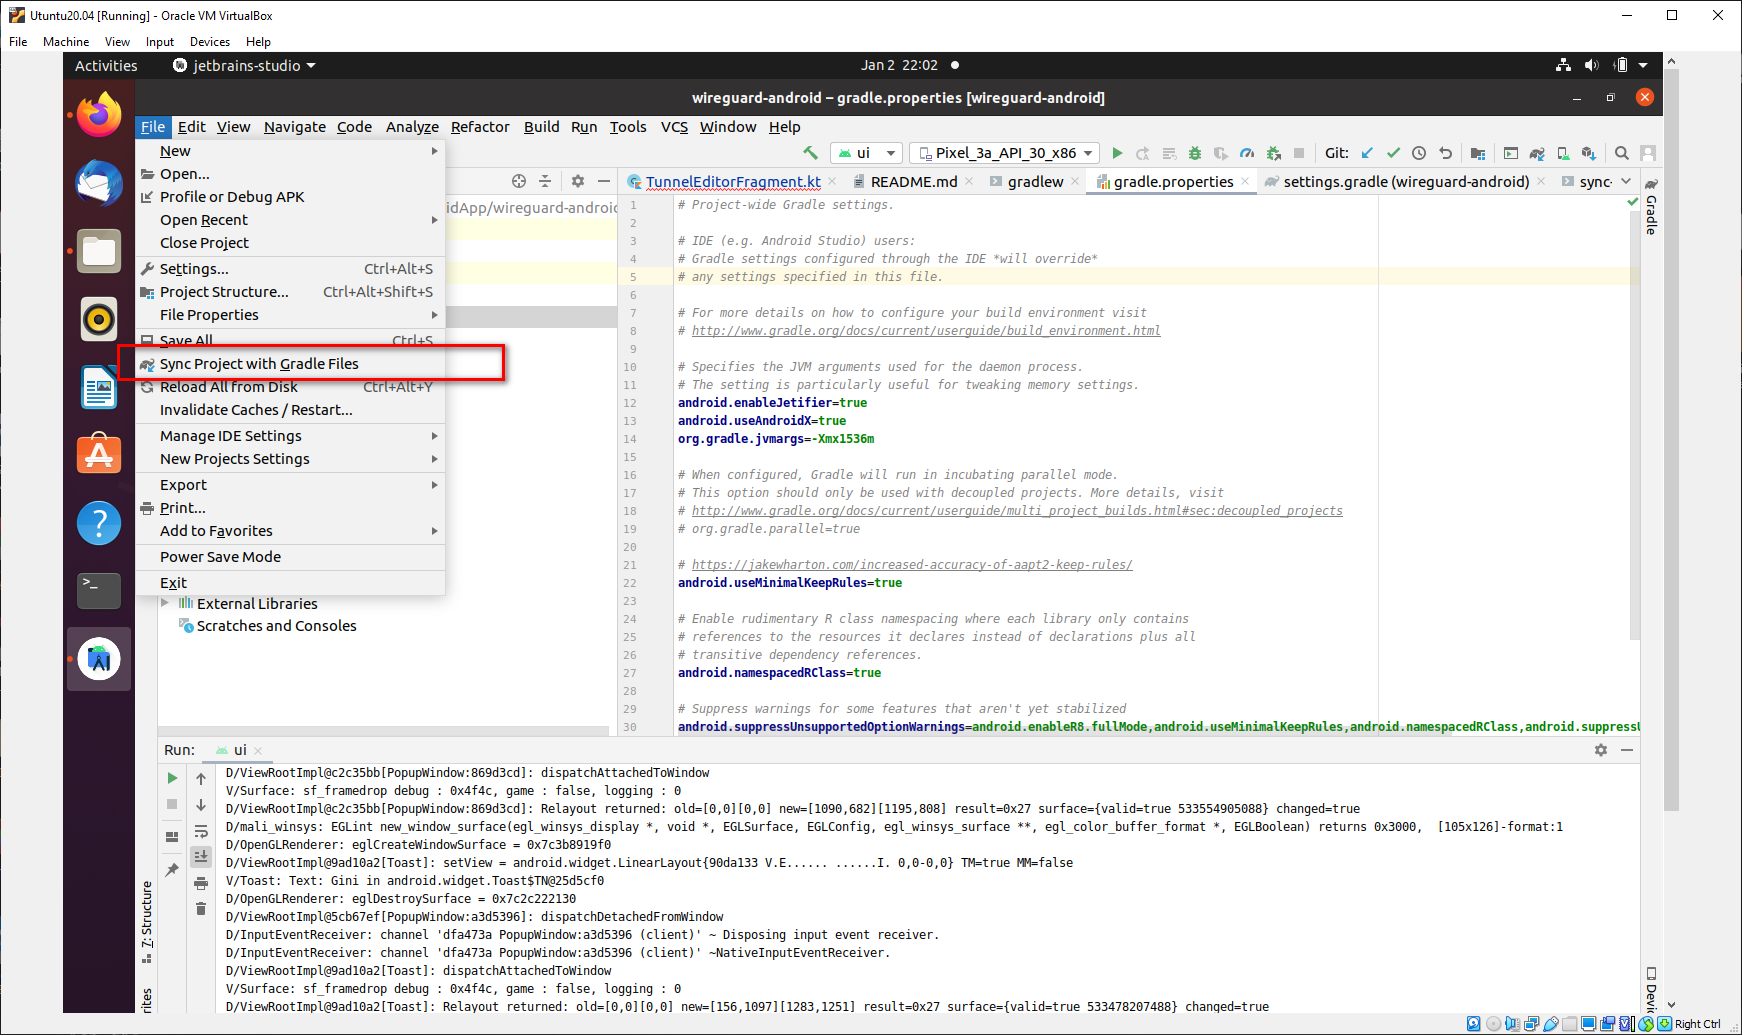 Utuntu20.04 [Running] - Oracle VM VirtualBox
File Machine View Input Devices Help
Activities jetbrains-studio Jan 2 22:02
wireguard-android – gradle.properties [wireguard-android]
File Edit View Navigate Code Analyze Refactor Build Run Tools VCS Window Help
ui Pixel_3a_API_30_x86 Git:
New
Open...
Profile or Debug APK
Open Recent
Close Project
Settings... Ctrl+Alt+S
Project Structure... Ctrl+Alt+Shift+S
File Properties
Save All Ctrl+S
Sync Project with Gradle Files
Reload All from Disk Ctrl+Alt+Y
Invalidate Caches / Restart...
Manage IDE Settings
New Projects Settings
Export
Print...
Add to Favorites
Power Save Mode
Exit
External Libraries
Scratches and Consoles
idApp/wireguard-android
TunnelEditorFragment.kt README.md gradlew gradle.properties settings.gradle (wireguard-android) sync-
Gradle
1 # Project-wide Gradle settings.
2
3 # IDE (e.g. Android Studio) users:
4 # Gradle settings configured through the IDE *will override*
5 # any settings specified in this file.
6
7 # For more details on how to configure your build environment visit
8 # http://www.gradle.org/docs/current/userguide/build_environment.html
9
10 # Specifies the JVM arguments used for the daemon process.
11 # The setting is particularly useful for tweaking memory settings.
12 android.enableJetifier=true
13 android.useAndroidX=true
14 org.gradle.jvmargs=-Xmx1536m
15
16 # When configured, Gradle will run in incubating parallel mode.
17 # This option should only be used with decoupled projects. More details, visit
18 # http://www.gradle.org/docs/current/userguide/multi_project_builds.html#sec:decoupled_projects
19 # org.gradle.parallel=true
20
21 # https://jakewharton.com/increased-accuracy-of-aapt2-keep-rules/
22 android.useMinimalKeepRules=true
23
24 # Enable rudimentary R class namespacing where each library only contains
25 # references to the resources it declares instead of declarations plus all
26 # transitive dependency references.
27 android.namespacedRClass=true
28
29 # Suppress warnings for some features that aren't yet stabilized
30 android.suppressUnsupportedOptionWarnings=android.enableR8.fullMode,android.useMinimalKeepRules,android.namespacedRClass,android.suppressU
Run: ui
D/ViewRootImpl@c2c35bb[PopupWindow:869d3cd]: dispatchAttachedToWindow
V/Surface: sf_framedrop debug : 0x4f4c, game : false, logging : 0
D/ViewRootImpl@c2c35bb[PopupWindow:869d3cd]: Relayout returned: old=[0,0][0,0] new=[1090,682][1195,808] result=0x27 surface={valid=true 533554905088} changed=true
D/mali_winsys: EGLint new_window_surface(egl_winsys_display *, void *, EGLSurface, EGLConfig, egl_winsys_surface **, egl_color_buffer_format *, EGLBoolean) returns 0x3000, [105x126]-format:1
D/OpenGLRenderer: eglCreateWindowSurface = 0x7c3b8919f0
D/ViewRootImpl@9ad10a2[Toast]: setView = android.widget.LinearLayout{90da133 V.E...... ......I. 0,0-0,0} TM=true MM=false
V/Toast: Text: Gini in android.widget.Toast$TN@25d5cf0
D/OpenGLRenderer: eglDestroySurface = 0x7c2c222130
D/ViewRootImpl@5cb67ef[PopupWindow:a3d5396]: dispatchDetachedFromWindow
D/InputEventReceiver: channel 'dfa473a PopupWindow:a3d5396 (client)' ~ Disposing input event receiver.
D/InputEventReceiver: channel 'dfa473a PopupWindow:a3d5396 (client)' ~NativeInputEventReceiver.
D/ViewRootImpl@9ad10a2[Toast]: dispatchAttachedToWindow
V/Surface: sf_framedrop debug : 0x4f4c, game : false, logging : 0
D/ViewRootImpl@9ad10a2[Toast]: Relayout returned: old=[0,0][0,0] new=[156,1097][1283,1251] result=0x27 surface={valid=true 533478207488} changed=true
7: Structure
rites
Devi
Right Ctrl